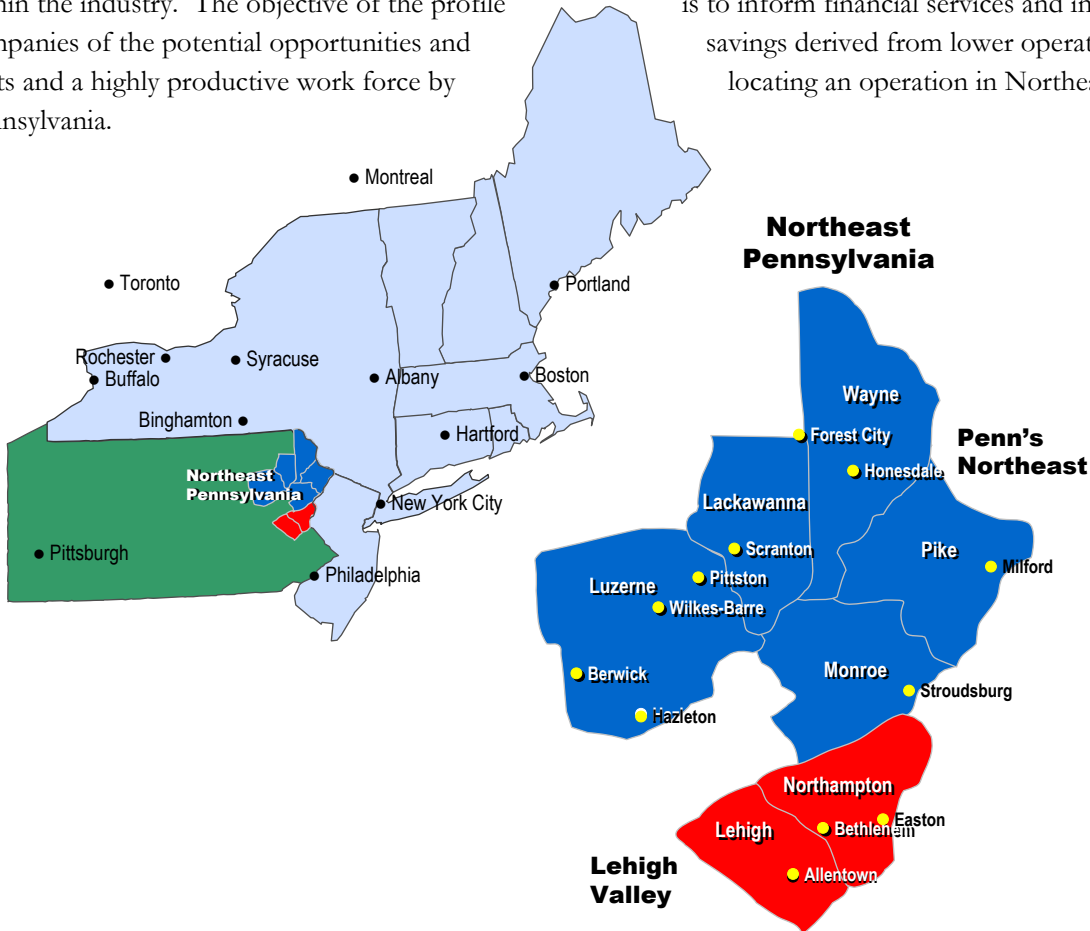 in the industry. The objective of the profile is to inform financial services and in
panies of the potential opportunities and savings derived from lower operat
ts and a highly productive work force by locating an operation in Northe
nsylvania.
Montreal
Toronto
Portland
Rochester
Syracuse
Buffalo
Albany
Boston
Binghamton
Hartford
Northeast
Pennsylvania
New York City
Pittsburgh
Philadelphia
Northeast
Pennsylvania
Wayne
Forest City
Penn's
Northeast
Honesdale
Lackawanna
Scranton
Pike
Milford
Pittston
Luzerne
Wilkes-Barre
Berwick
Monroe
Stroudsburg
Hazleton
Northampton
Easton
Bethlehem
Lehigh
Lehigh
Valley
Allentown